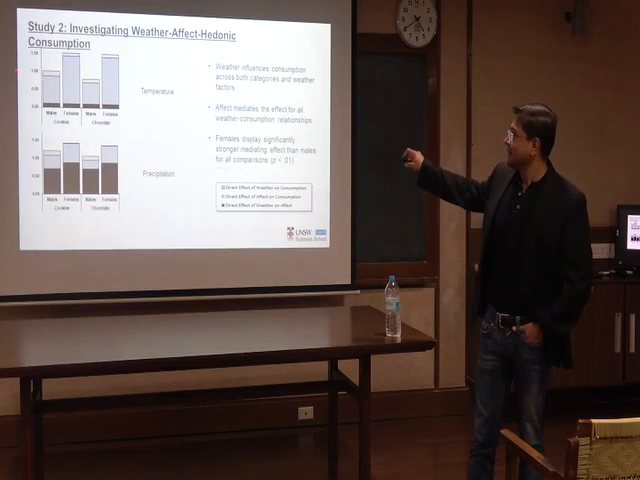 Study 2: Investigating Weather-Affect-Hedonic
Consumption
Males Females Males Females
Cookies Chocolate
Temperature
Males Females Males Females
Cookies Chocolate
Precipitation
• Weather influences consumption
across both categories and weather
factors
• Affect mediates the effect for all
weather-consumption relationships
• Females display significantly
stronger mediating effect than males
for all comparisons (p < .01)
Direct Effect of Weather on Consumption
Direct Effect of Affect on Consumption
Direct Effect of Weather on Affect
UNSW
Business School